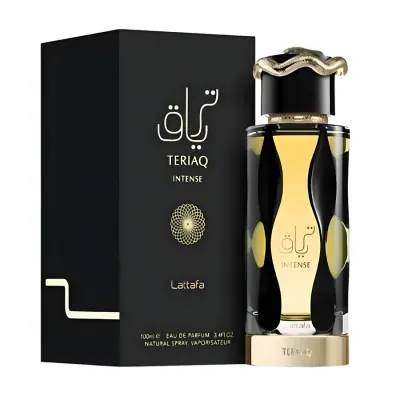 ترياق
TERIAQ
INTENSE
Lattafa
100ml e EAU DE PARFUM 3.4FL.OZ.
NATURAL SPRAY, VAPORISATEUR
ترياق
INTENSE
Lattafa
TERIAQ